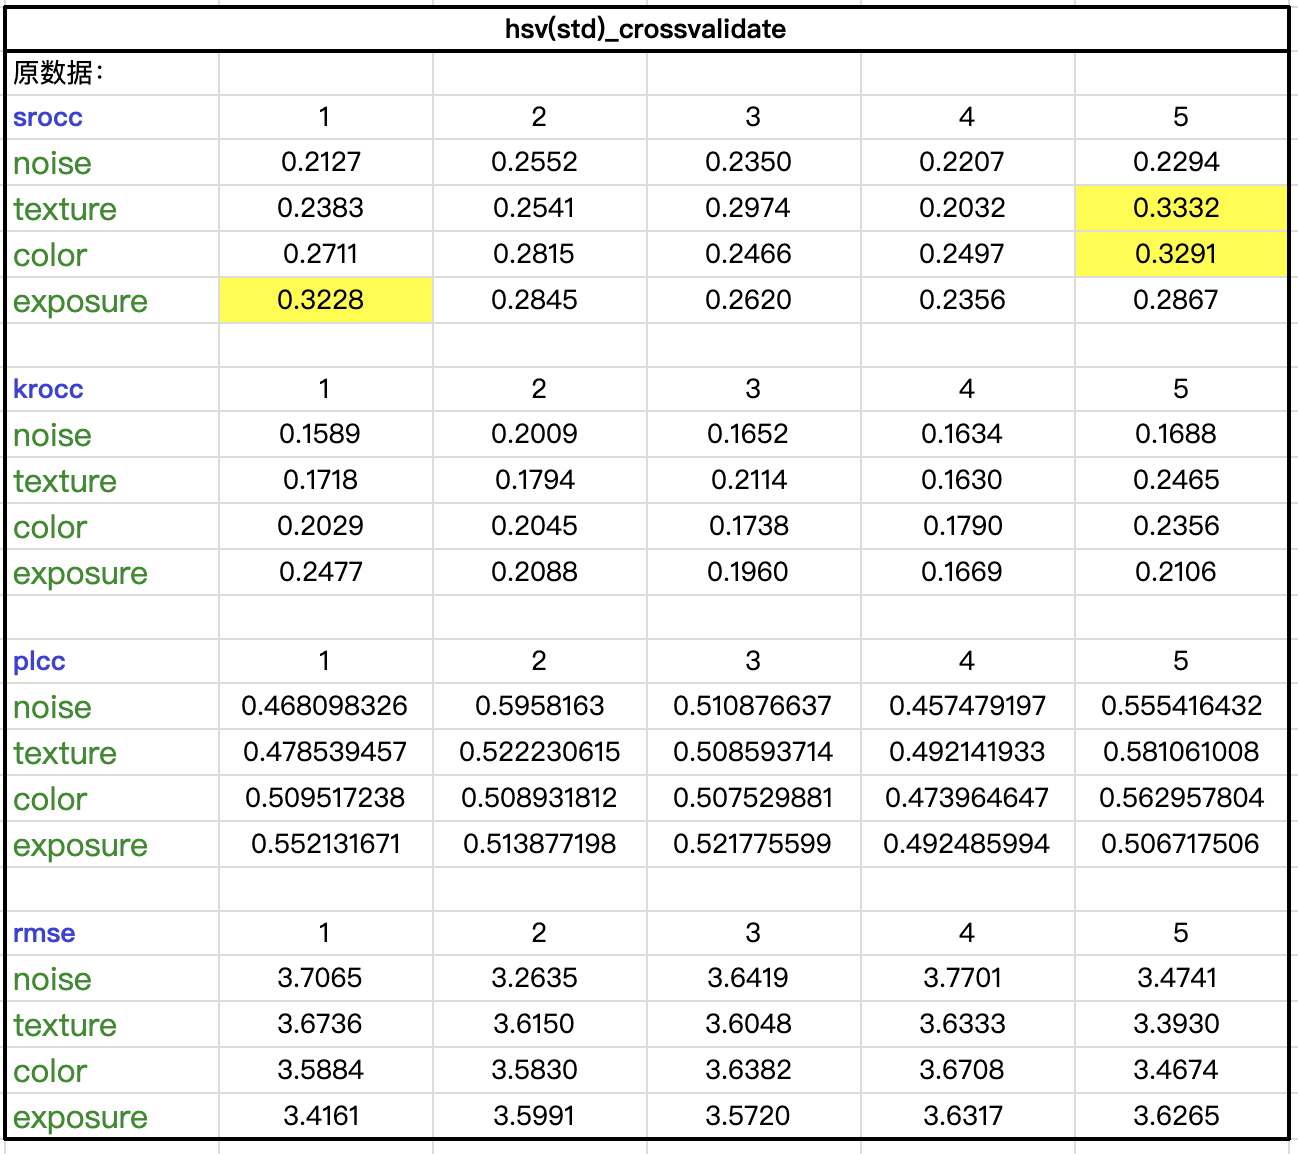 hsv(std)_crossvalidate
原数据：
srocc 1 2 3 4 5
noise 0.2127 0.2552 0.2350 0.2207 0.2294
texture 0.2383 0.2541 0.2974 0.2032 0.3332
color 0.2711 0.2815 0.2466 0.2497 0.3291
exposure 0.3228 0.2845 0.2620 0.2356 0.2867
krocc 1 2 3 4 5
noise 0.1589 0.2009 0.1652 0.1634 0.1688
texture 0.1718 0.1794 0.2114 0.1630 0.2465
color 0.2029 0.2045 0.1738 0.1790 0.2356
exposure 0.2477 0.2088 0.1960 0.1669 0.2106
plcc 1 2 3 4 5
noise 0.468098326 0.5958163 0.510876637 0.457479197 0.555416432
texture 0.478539457 0.522230615 0.508593714 0.492141933 0.581061008
color 0.509517238 0.508931812 0.507529881 0.473964647 0.562957804
exposure 0.552131671 0.513877198 0.521775599 0.492485994 0.506717506
rmse 1 2 3 4 5
noise 3.7065 3.2635 3.6419 3.7701 3.4741
texture 3.6736 3.6150 3.6048 3.6333 3.3930
color 3.5884 3.5830 3.6382 3.6708 3.4674
exposure 3.4161 3.5991 3.5720 3.6317 3.6265